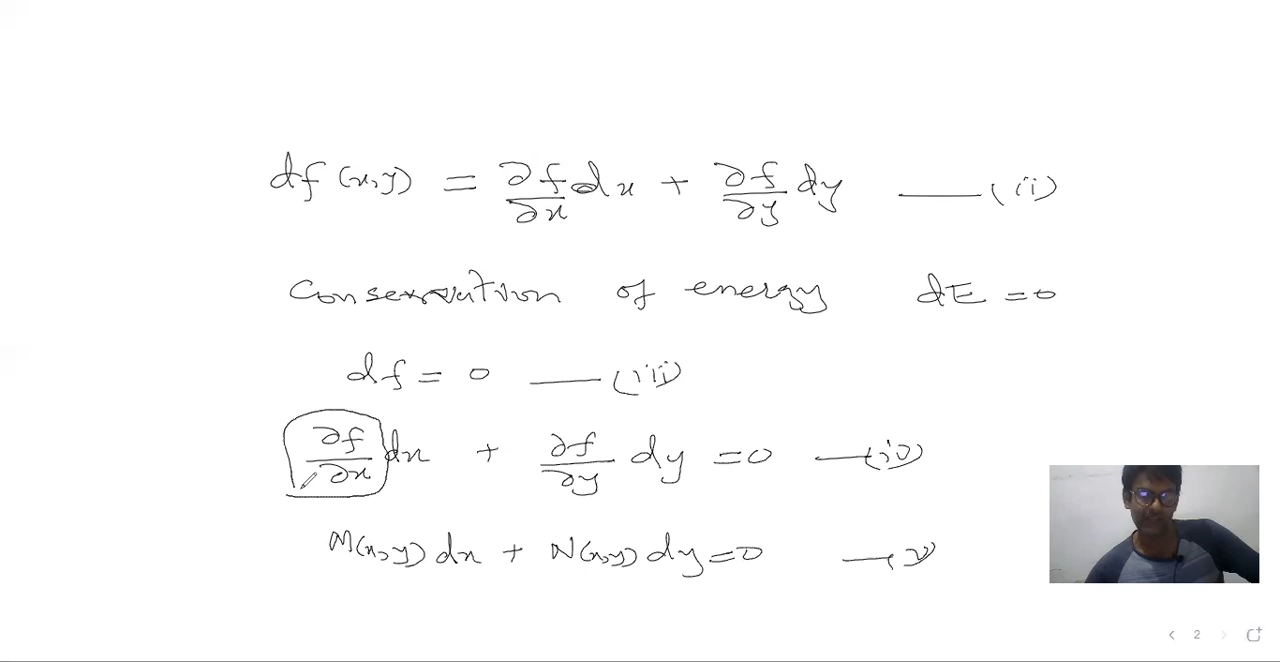 df(x,y) = ∂f/∂x dx + ∂f/∂y dy —(ii)
conservation of energy dE = 0
df = 0 —(iii)
∂f/∂x dx + ∂f/∂y dy = 0 —(iv)
M(x,y) dx + N(x,y) dy = 0 —(v)
2